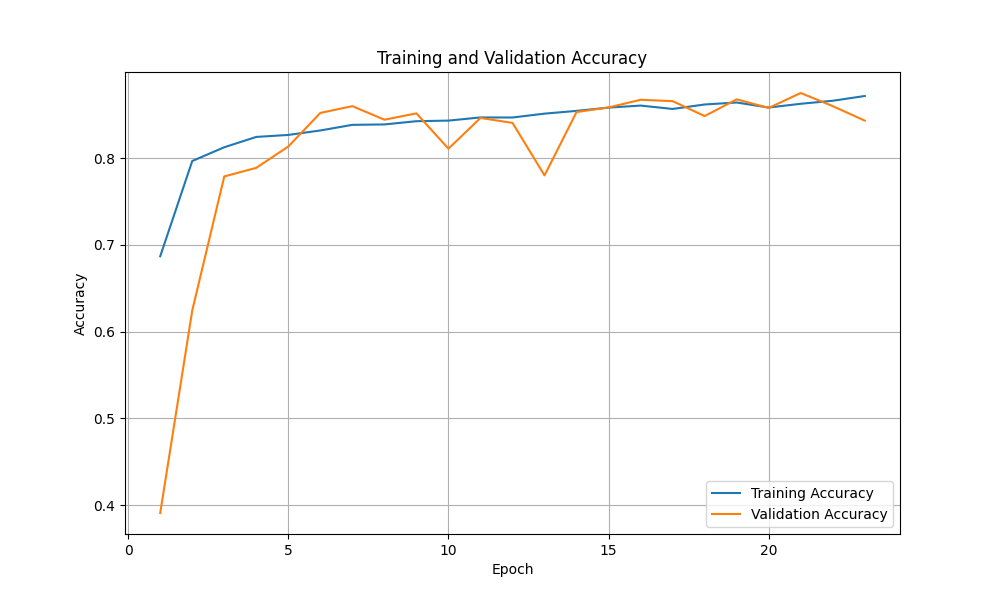 Training and Validation Accuracy
Accuracy
0.8
0.7
0.6
0.5
0.4
0
5
10
15
20
Epoch
Training Accuracy
Validation Accuracy